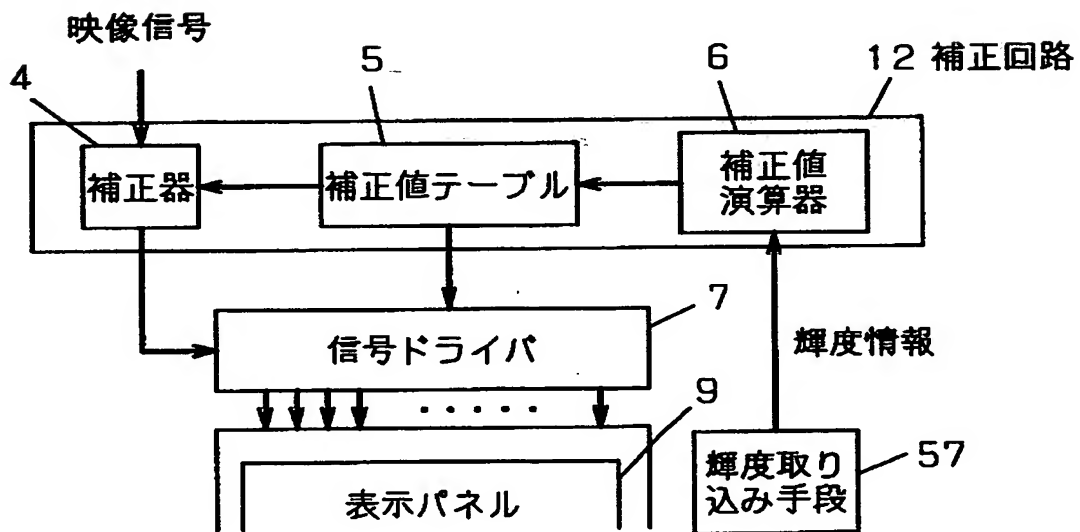 映像信号
4
5
6
12 補正回路
補正器
補正値テーブル
補正値
演算器
7
信号ドライバ
輝度情報
9
表示パネル
輝度取り
込み手段
57